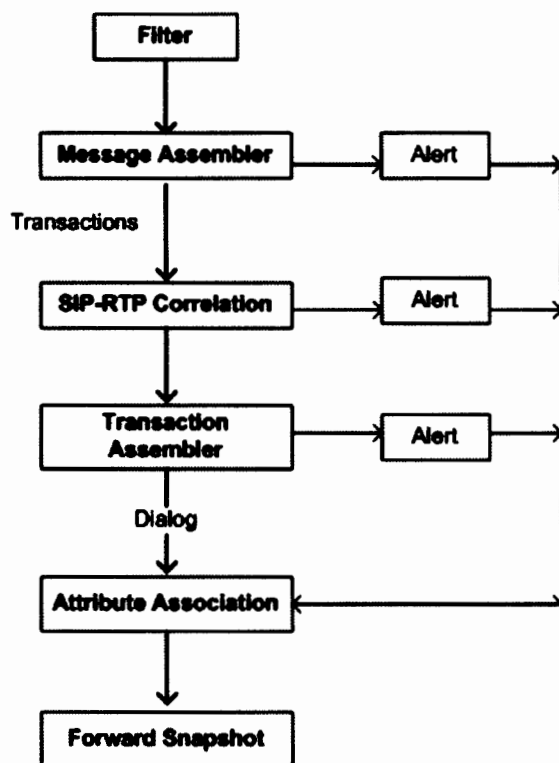 Filter
Message Assembler
Alert
Transactions
SIP-RTP Correlation
Alert
Transaction
Assembler
Alert
Dialog
Attribute Association
Forward Snapshot